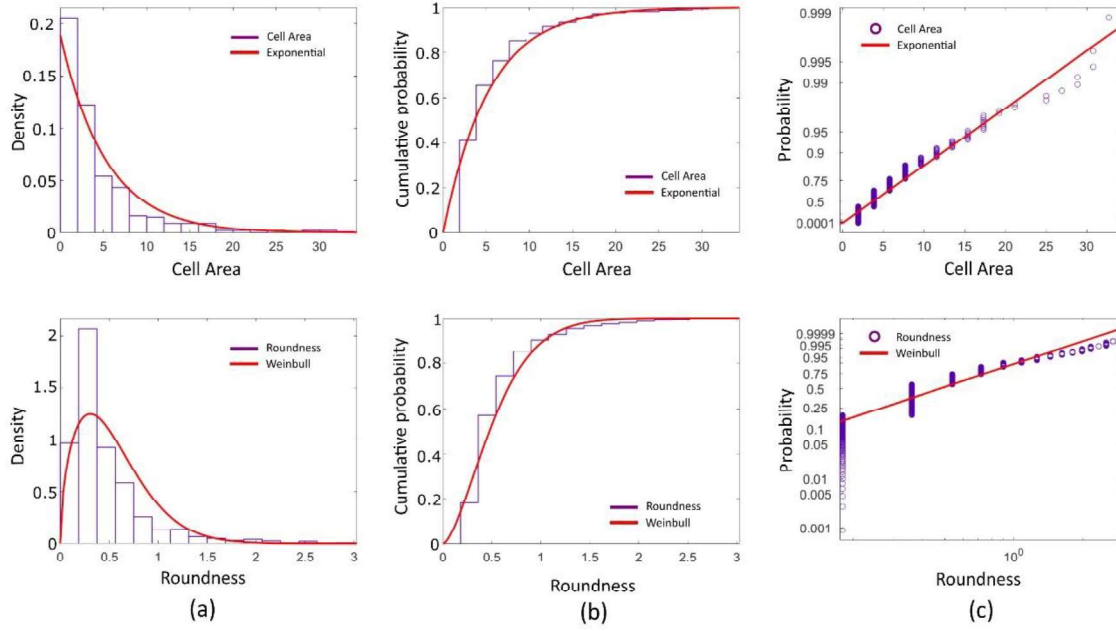 0.2
0.15
0.1
0.05
0
Density
Cell Area
Exponential
0 5 10 15 20 25 30
Cell Area
1
0.8
0.6
0.4
0.2
0
Cumulative probability
Cell Area
Exponential
0 5 10 15 20 25 30
Cell Area
0.999
0.995
0.99
0.95
0.9
0.75
0.5
0.0001
Probability
Cell Area
Exponential
0 5 10 15 20 25 30
Cell Area
2
1.5
1
0.5
0
Density
Roundness
Weinbull
0 0.5 1 1.5 2 2.5 3
Roundness
(a)
1
0.8
0.6
0.4
0.2
0
Cumulative probability
Roundness
Weinbull
0 0.5 1 1.5 2 2.5 3
Roundness
(b)
0.9999
0.995
0.95
0.75
0.5
0.25
0.1
0.05
0.01
0.005
0.001
Probability
Roundness
Weinbull
10⁰
Roundness
(c)